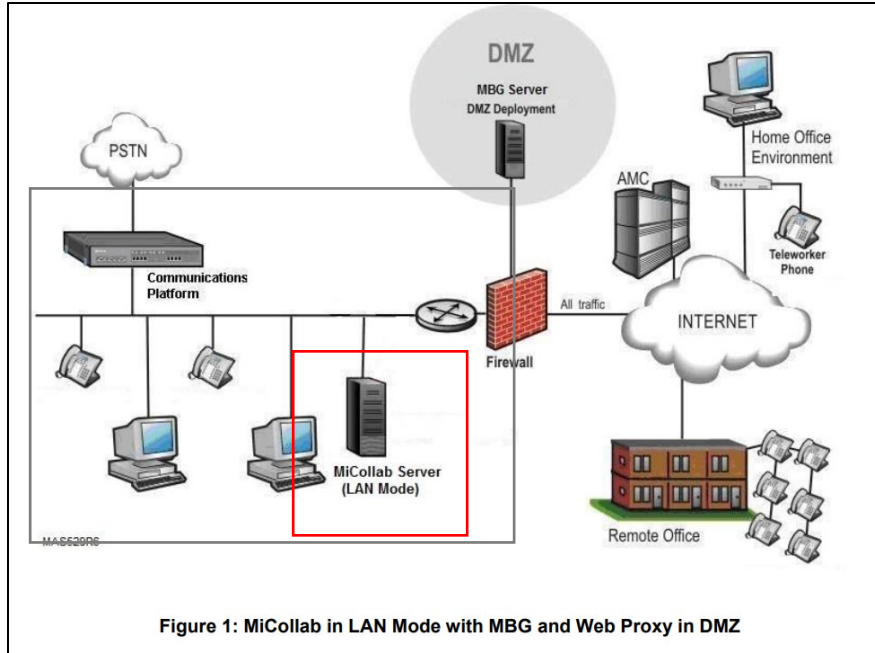 DMZ
MBG Server
DMZ Deployment
PSTN
Home Office
Environment
AMC
Teleworker
Phone
Communications
Platform
All traffic
INTERNET
Firewall
MiCollab Server
(LAN Mode)
Remote Office
MAS529R6
Figure 1: MiCollab in LAN Mode with MBG and Web Proxy in DMZ